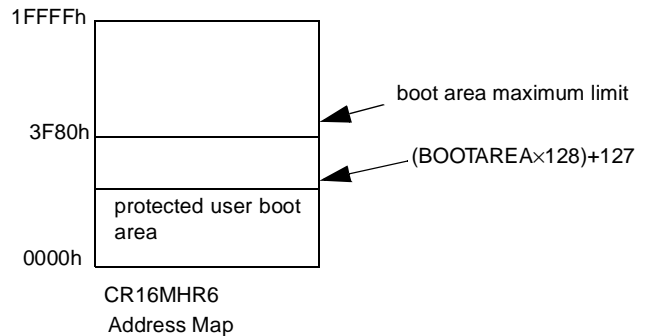 1FFFFh
boot area maximum limit
3F80h
(BOOTAREA×128)+127
protected user boot
area
0000h
CR16MHR6
Address Map